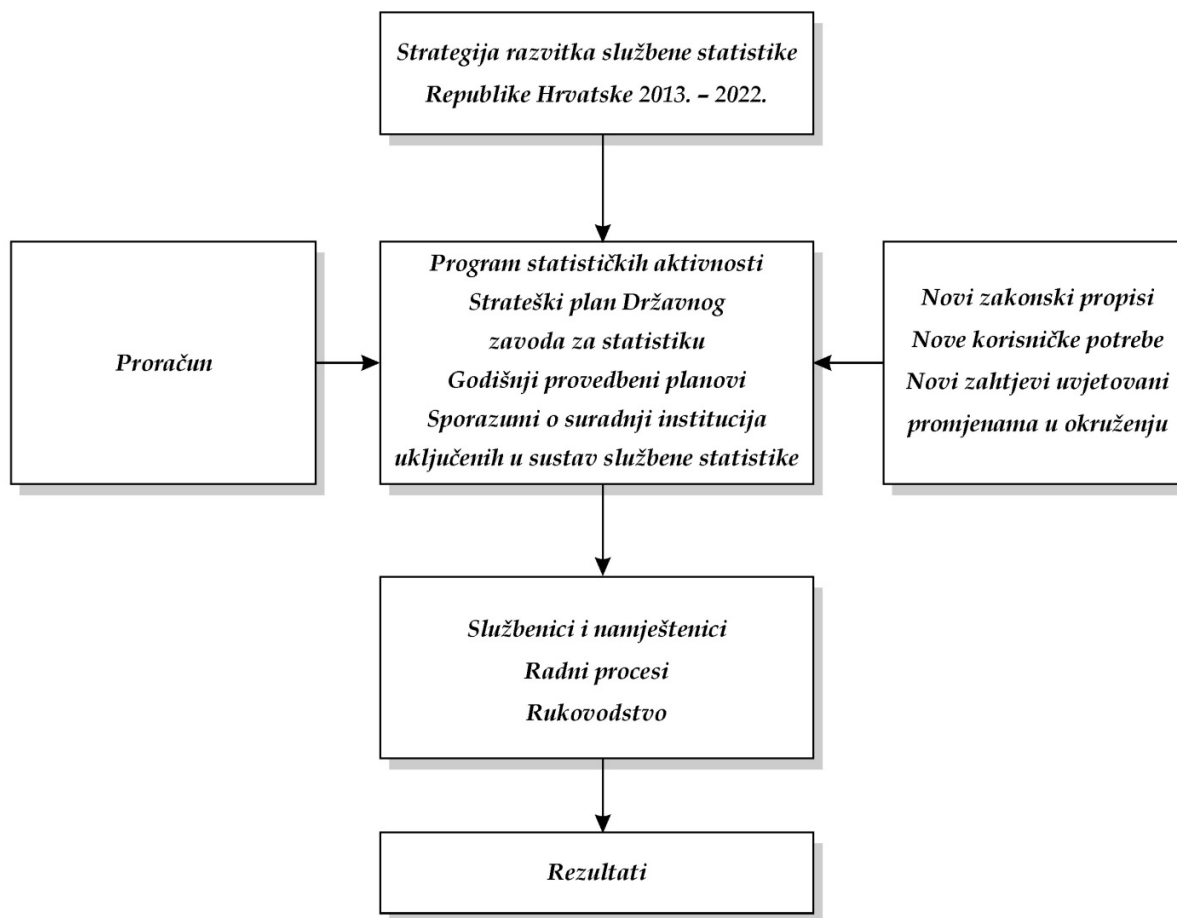 Strategija razvitka službene statistike
Republike Hrvatske 2013. – 2022.
Proračun
Program statističkih aktivnosti
Strateški plan Državnog
zavoda za statistiku
Godišnji provedbeni planovi
Sporazumi o suradnji institucija
uključenih u sustav službene statistike
Novi zakonski propisi
Nove korisničke potrebe
Novi zahtjevi uvjetovani
promjenama u okruženju
Službenici i namještenici
Radni procesi
Rukovodstvo
Rezultati